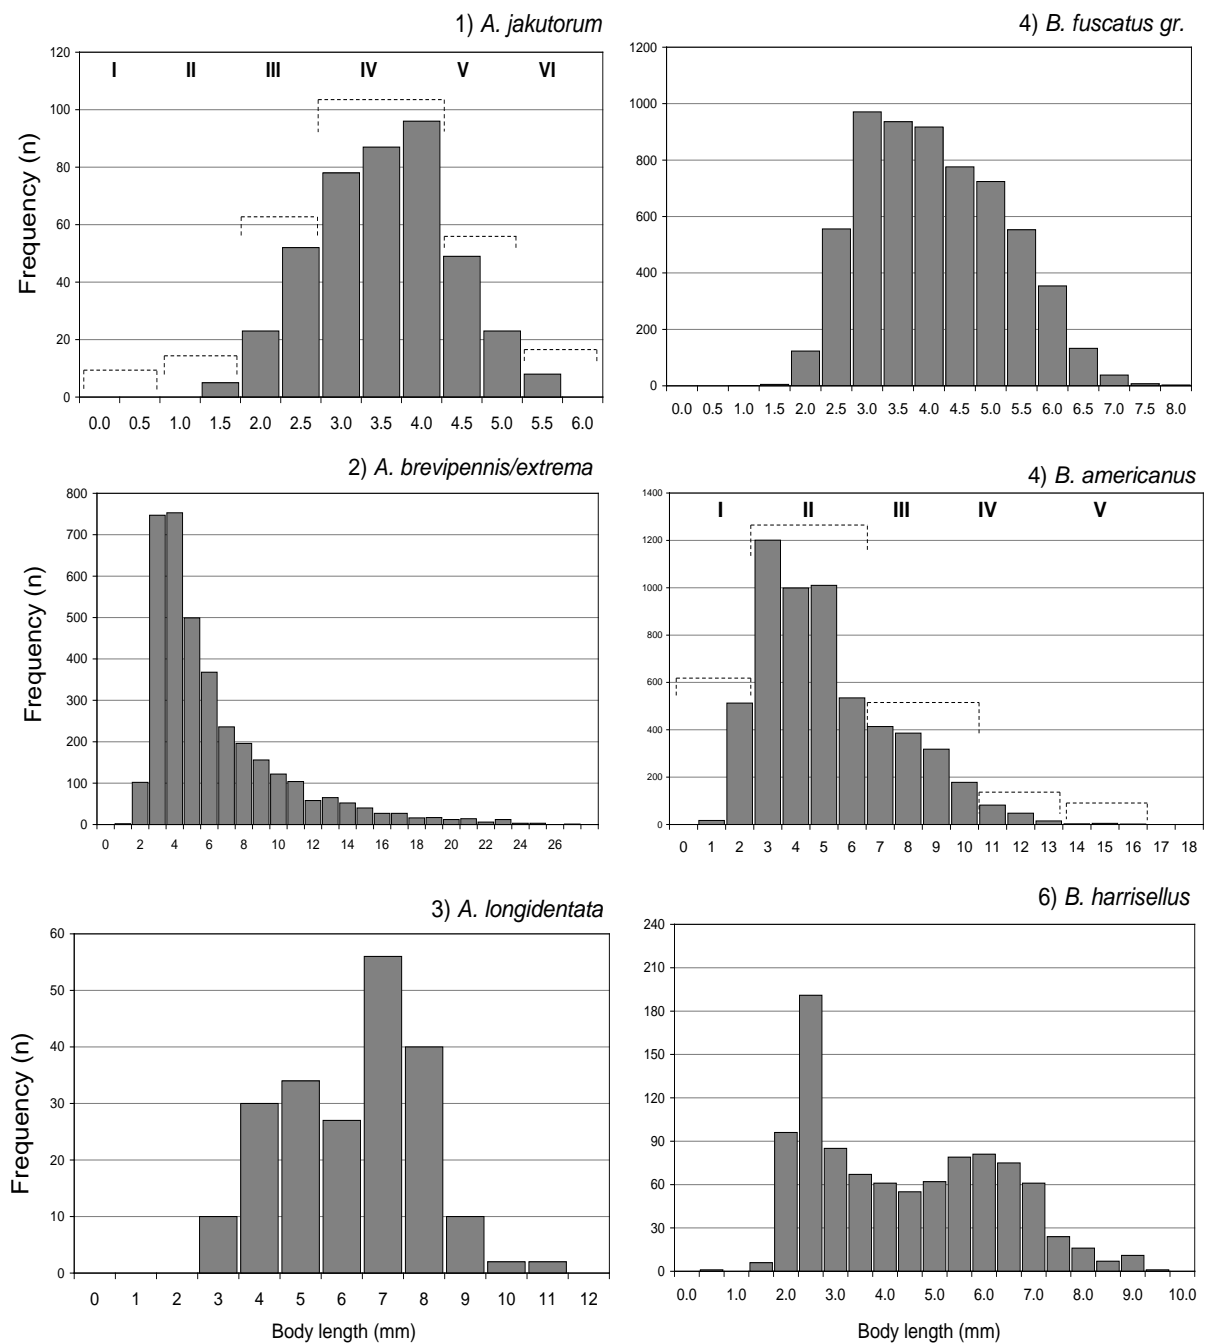 1) A. jakutorum
120
100
80
60
40
20
0
Frequency (n)
I II III IV V VI
0.0 0.5 1.0 1.5 2.0 2.5 3.0 3.5 4.0 4.5 5.0 5.5 6.0
4) B. fuscatus gr.
1200
1000
800
600
400
200
0
0.0 0.5 1.0 1.5 2.0 2.5 3.0 3.5 4.0 4.5 5.0 5.5 6.0 6.5 7.0 7.5 8.0
2) A. brevipennis/extrema
800
700
600
500
400
300
200
100
0
Frequency (n)
0 2 4 6 8 10 12 14 16 18 20 22 24 26
4) B. americanus
1400
1200
1000
800
600
400
200
0
I II III IV V
0 1 2 3 4 5 6 7 8 9 10 11 12 13 14 15 16 17 18
3) A. longidentata
60
50
40
30
20
10
0
Frequency (n)
0 1 2 3 4 5 6 7 8 9 10 11 12
Body length (mm)
6) B. harrisellus
240
210
180
150
120
90
60
30
0
0.0 1.0 2.0 3.0 4.0 5.0 6.0 7.0 8.0 9.0 10.0
Body length (mm)